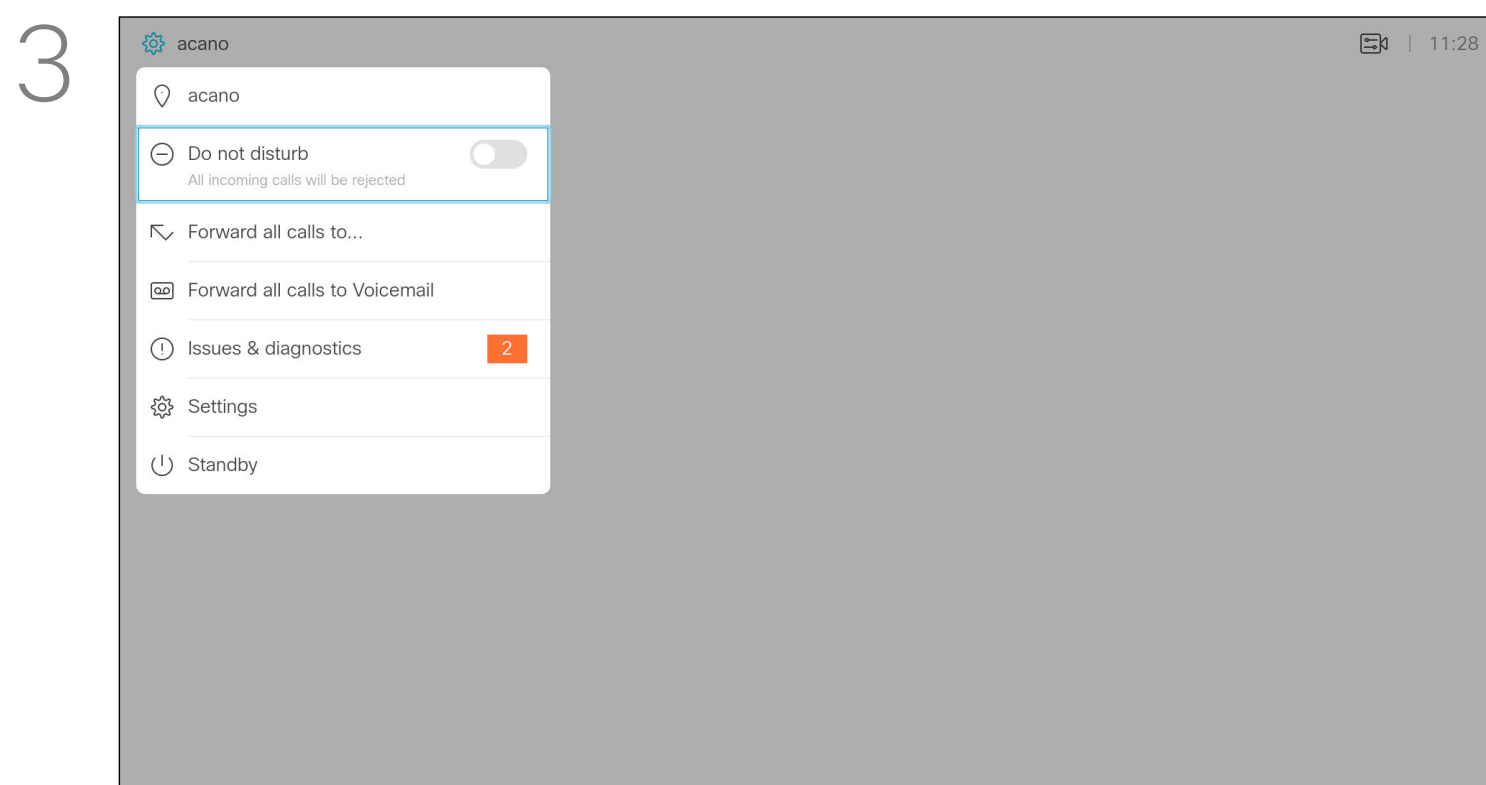 3
acano
11:28
acano
Do not disturb
All incoming calls will be rejected
Forward all calls to...
Forward all calls to Voicemail
Issues & diagnostics 2
Settings
Standby